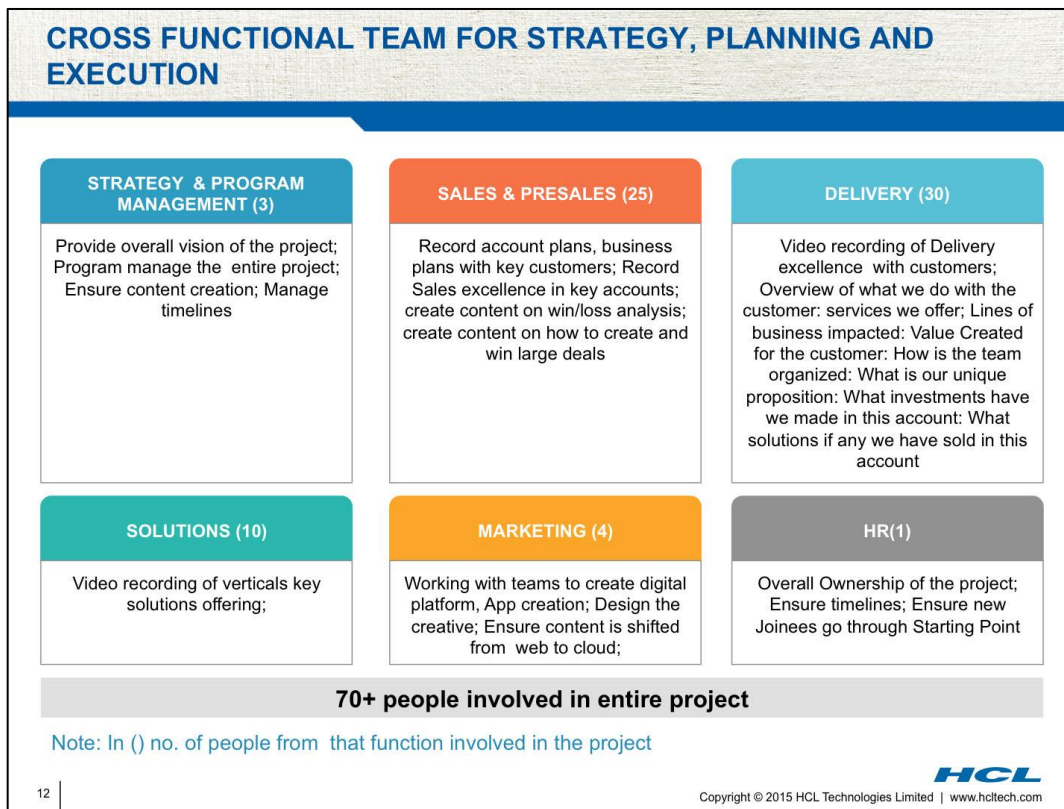 CROSS FUNCTIONAL TEAM FOR STRATEGY, PLANNING AND
EXECUTION
STRATEGY & PROGRAM
MANAGEMENT (3)
Provide overall vision of the project;
Program manage the entire project;
Ensure content creation; Manage
timelines
SALES & PRESALES (25)
Record account plans, business
plans with key customers; Record
Sales excellence in key accounts;
create content on win/loss analysis;
create content on how to create and
win large deals
DELIVERY (30)
Video recording of Delivery
excellence with customers;
Overview of what we do with the
customer: services we offer; Lines of
business impacted: Value Created
for the customer: How is the team
organized: What is our unique
proposition: What investments have
we made in this account: What
solutions if any we have sold in this
account
SOLUTIONS (10)
Video recording of verticals key
solutions offering;
MARKETING (4)
Working with teams to create digital
platform, App creation; Design the
creative; Ensure content is shifted
from web to cloud;
HR(1)
Overall Ownership of the project;
Ensure timelines; Ensure new
Joinees go through Starting Point
70+ people involved in entire project
Note: In () no. of people from that function involved in the project
12
HCL
Copyright © 2015 HCL Technologies Limited | www.hcltech.com